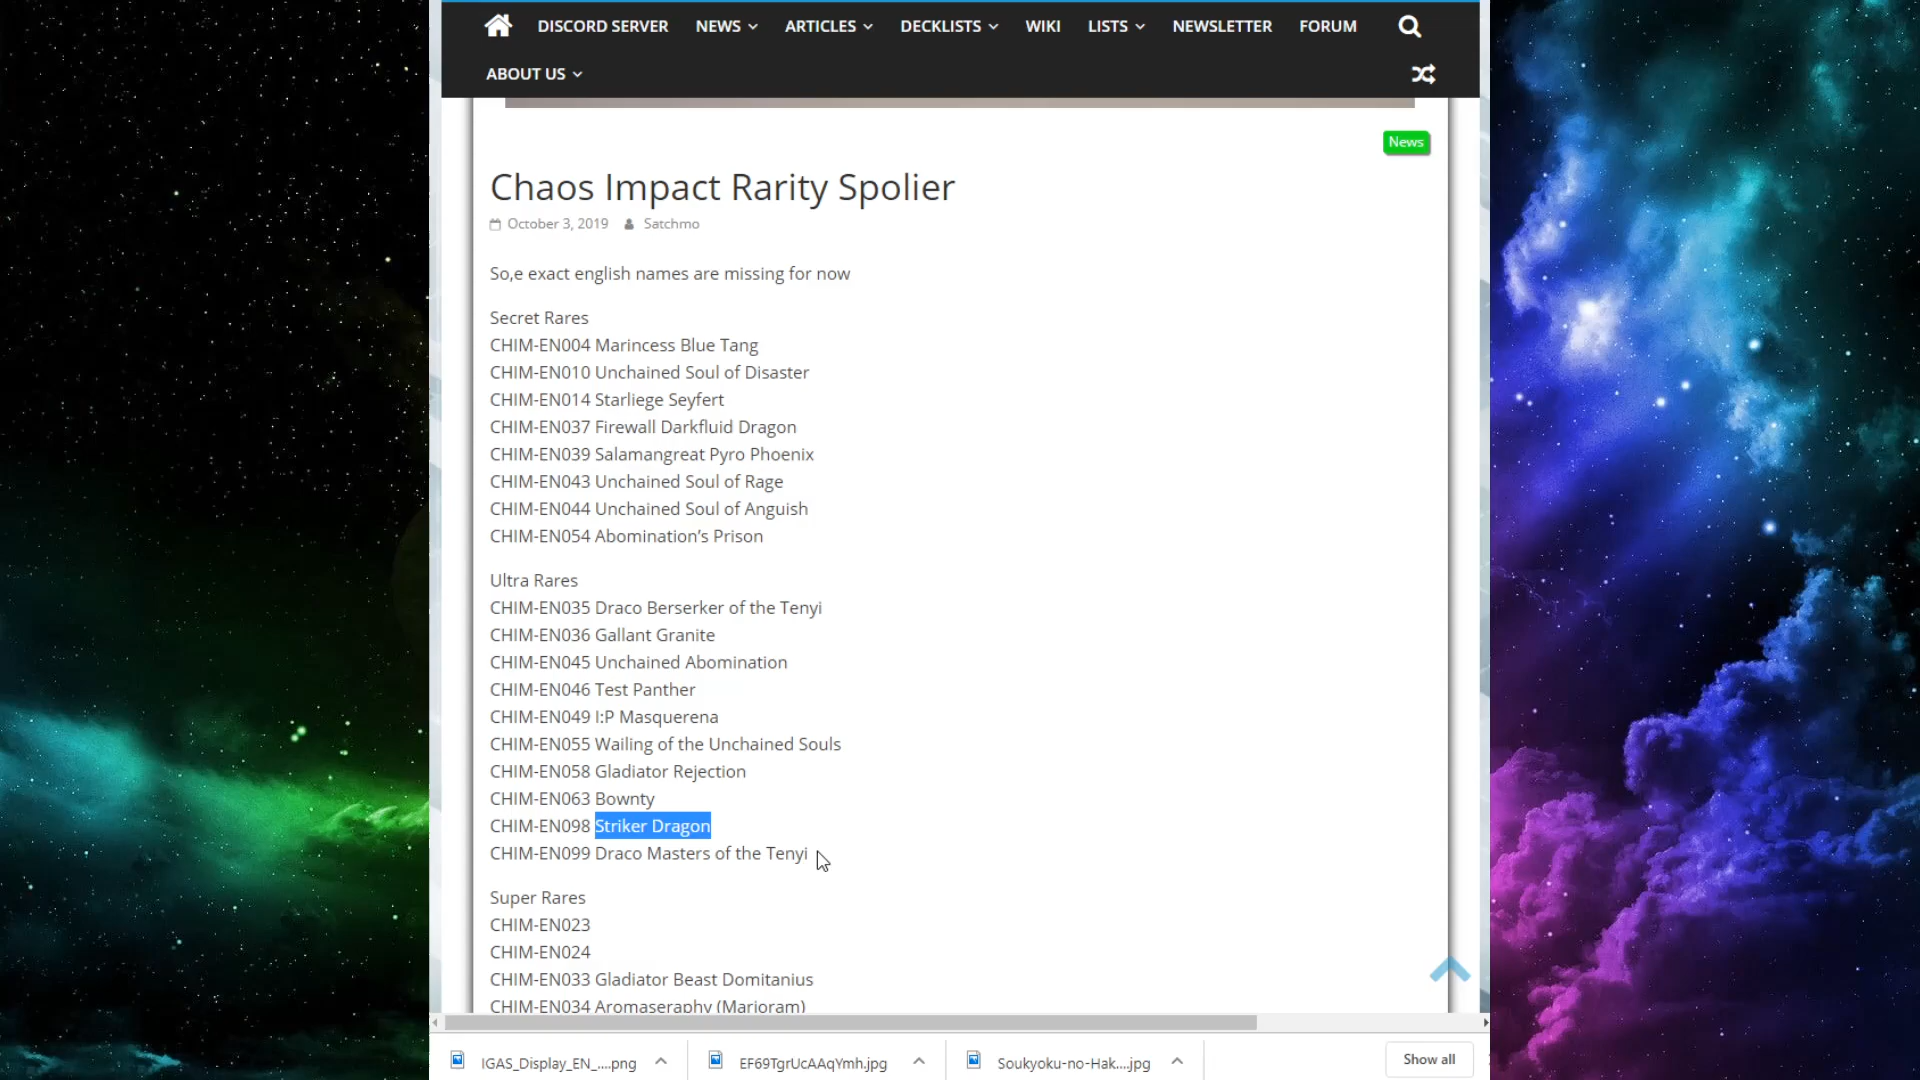 DISCORD SERVER NEWS ARTICLES DECKLISTS WIKI LISTS NEWSLETTER FORUM
ABOUT US
News
Chaos Impact Rarity Spolier
October 3, 2019 Satchmo
So,e exact english names are missing for now
Secret Rares
CHIM-EN004 Marincess Blue Tang
CHIM-EN010 Unchained Soul of Disaster
CHIM-EN014 Starliege Seyfert
CHIM-EN037 Firewall Darkfluid Dragon
CHIM-EN039 Salamangreat Pyro Phoenix
CHIM-EN043 Unchained Soul of Rage
CHIM-EN044 Unchained Soul of Anguish
CHIM-EN054 Abomination’s Prison
Ultra Rares
CHIM-EN035 Draco Berserker of the Tenyi
CHIM-EN036 Gallant Granite
CHIM-EN045 Unchained Abomination
CHIM-EN046 Test Panther
CHIM-EN049 I:P Masquerena
CHIM-EN055 Wailing of the Unchained Souls
CHIM-EN058 Gladiator Rejection
CHIM-EN063 Bownty
CHIM-EN098 Striker Dragon
CHIM-EN099 Draco Masters of the Tenyi
Super Rares
CHIM-EN023
CHIM-EN024
CHIM-EN033 Gladiator Beast Domitanius
CHIM-EN034 Aromaseraphy (Marjoram)
IGAS_Display_EN_....png EF69TgrUcAAqYmh.jpg Soukyoku-no-Hak....jpg Show all